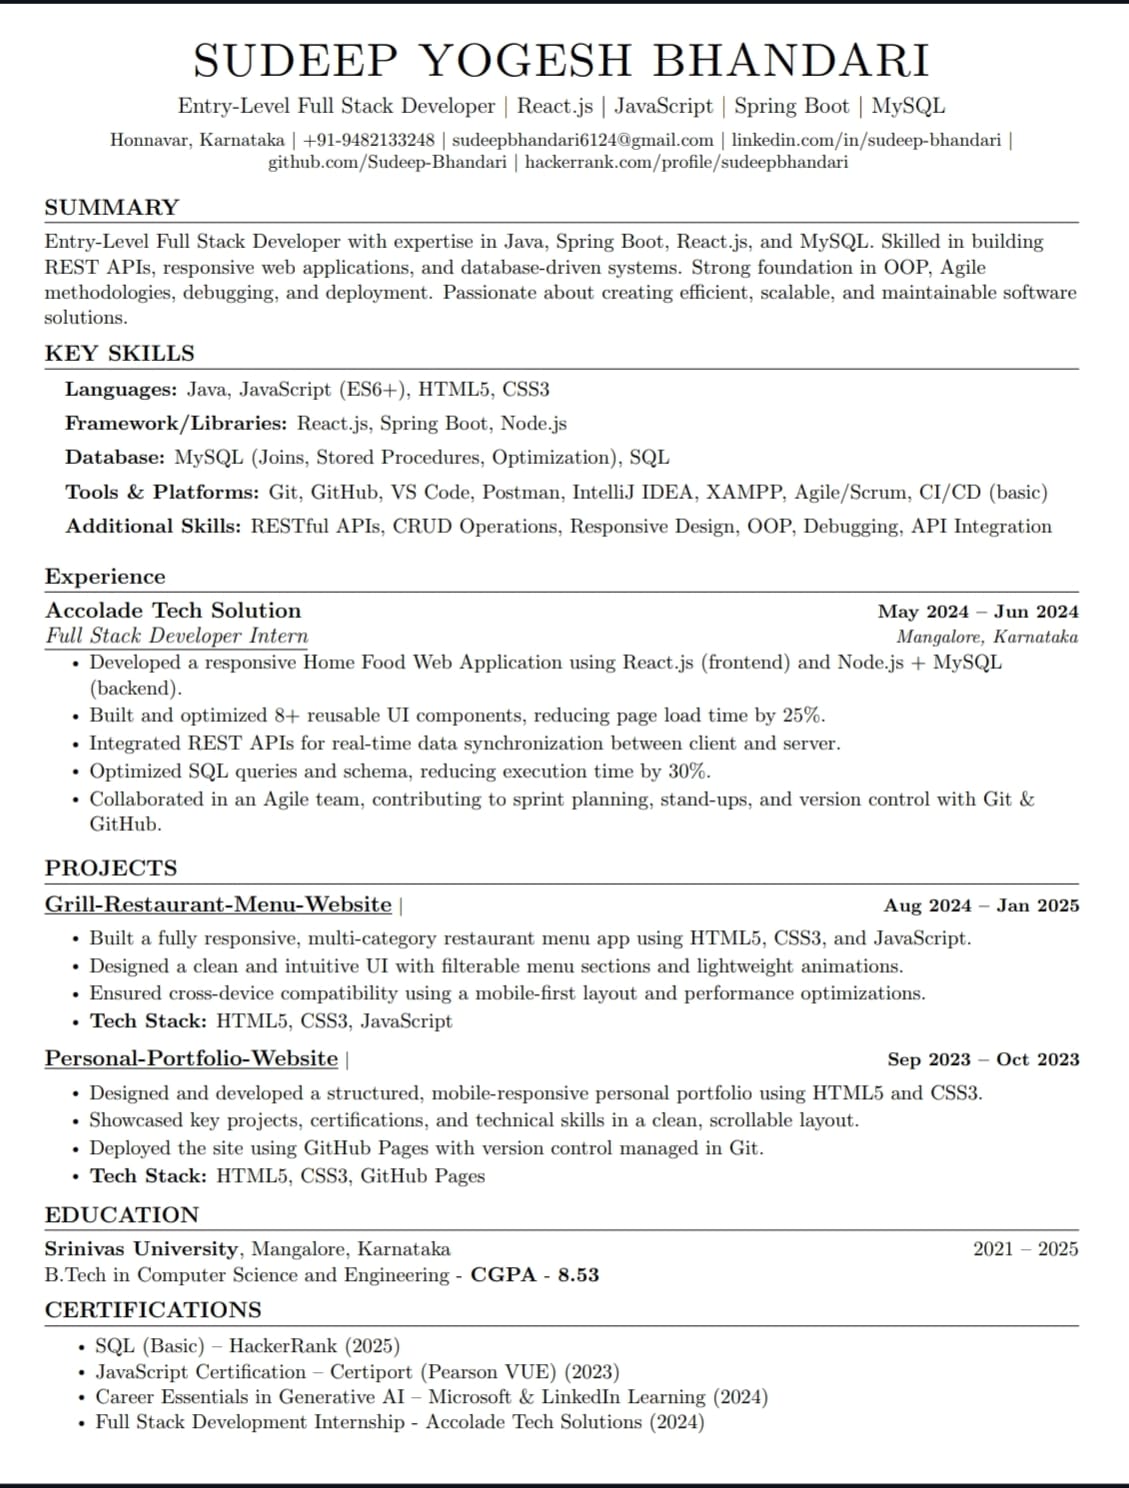 SUDEEP YOGESH BHANDARI
Entry-Level Full Stack Developer | React.js | JavaScript | Spring Boot | MySQL
Honnavar, Karnataka | +91-9482133248 | sudeepbhandari6124@gmail.com | linkedin.com/in/sudeep-bhandari |
github.com/Sudeep-Bhandari | hackerrank.com/profile/sudeepbhandari
SUMMARY
Entry-Level Full Stack Developer with expertise in Java, Spring Boot, React.js, and MySQL. Skilled in building
REST APIs, responsive web applications, and database-driven systems. Strong foundation in OOP, Agile
methodologies, debugging, and deployment. Passionate about creating efficient, scalable, and maintainable software
solutions.
KEY SKILLS
Languages: Java, JavaScript (ES6+), HTML5, CSS3
Framework/Libraries: React.js, Spring Boot, Node.js
Database: MySQL (Joins, Stored Procedures, Optimization), SQL
Tools & Platforms: Git, GitHub, VS Code, Postman, IntelliJ IDEA, XAMPP, Agile/Scrum, CI/CD (basic)
Additional Skills: RESTful APIs, CRUD Operations, Responsive Design, OOP, Debugging, API Integration
Experience
Accolade Tech Solution May 2024 – Jun 2024
Full Stack Developer Intern Mangalore, Karnataka
• Developed a responsive Home Food Web Application using React.js (frontend) and Node.js + MySQL
(backend).
• Built and optimized 8+ reusable UI components, reducing page load time by 25%.
• Integrated REST APIs for real-time data synchronization between client and server.
• Optimized SQL queries and schema, reducing execution time by 30%.
• Collaborated in an Agile team, contributing to sprint planning, stand-ups, and version control with Git &
GitHub.
PROJECTS
Grill-Restaurant-Menu-Website | Aug 2024 – Jan 2025
• Built a fully responsive, multi-category restaurant menu app using HTML5, CSS3, and JavaScript.
• Designed a clean and intuitive UI with filterable menu sections and lightweight animations.
• Ensured cross-device compatibility using a mobile-first layout and performance optimizations.
• Tech Stack: HTML5, CSS3, JavaScript
Personal-Portfolio-Website | Sep 2023 – Oct 2023
• Designed and developed a structured, mobile-responsive personal portfolio using HTML5 and CSS3.
• Showcased key projects, certifications, and technical skills in a clean, scrollable layout.
• Deployed the site using GitHub Pages with version control managed in Git.
• Tech Stack: HTML5, CSS3, GitHub Pages
EDUCATION
Srinivas University, Mangalore, Karnataka 2021 – 2025
B.Tech in Computer Science and Engineering - CGPA - 8.53
CERTIFICATIONS
• SQL (Basic) – HackerRank (2025)
• JavaScript Certification – Certiport (Pearson VUE) (2023)
• Career Essentials in Generative AI – Microsoft & LinkedIn Learning (2024)
• Full Stack Development Internship - Accolade Tech Solutions (2024)